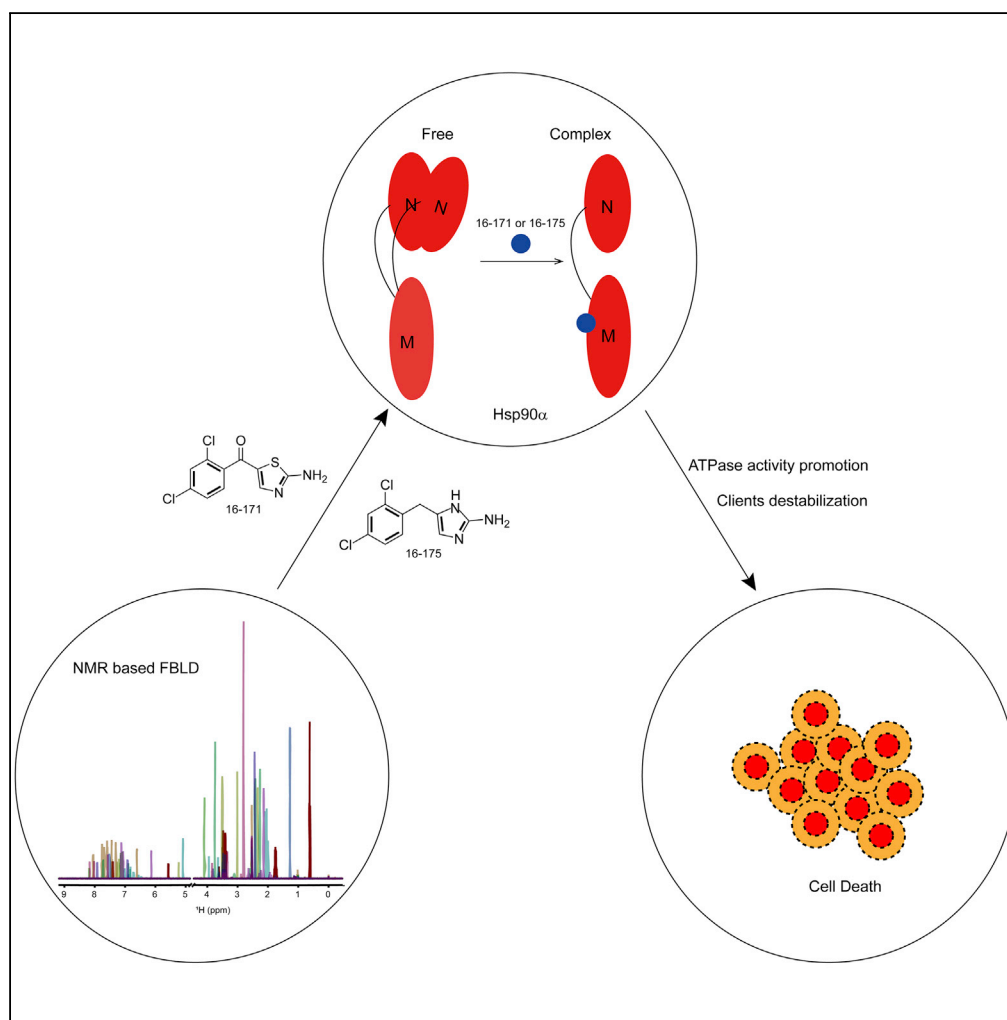 Free
Complex
N
N
N
16-171 or 16-175
M
M
Hsp90α
Cl
O
S
NH₂
N
Cl
16-171
Cl
H
N
NH₂
N
Cl
16-175
ATPase activity promotion
Clients destabilization
NMR based FBLD
9 8 7 6 5 4 3 2 1 0
¹H (ppm)
Cell Death